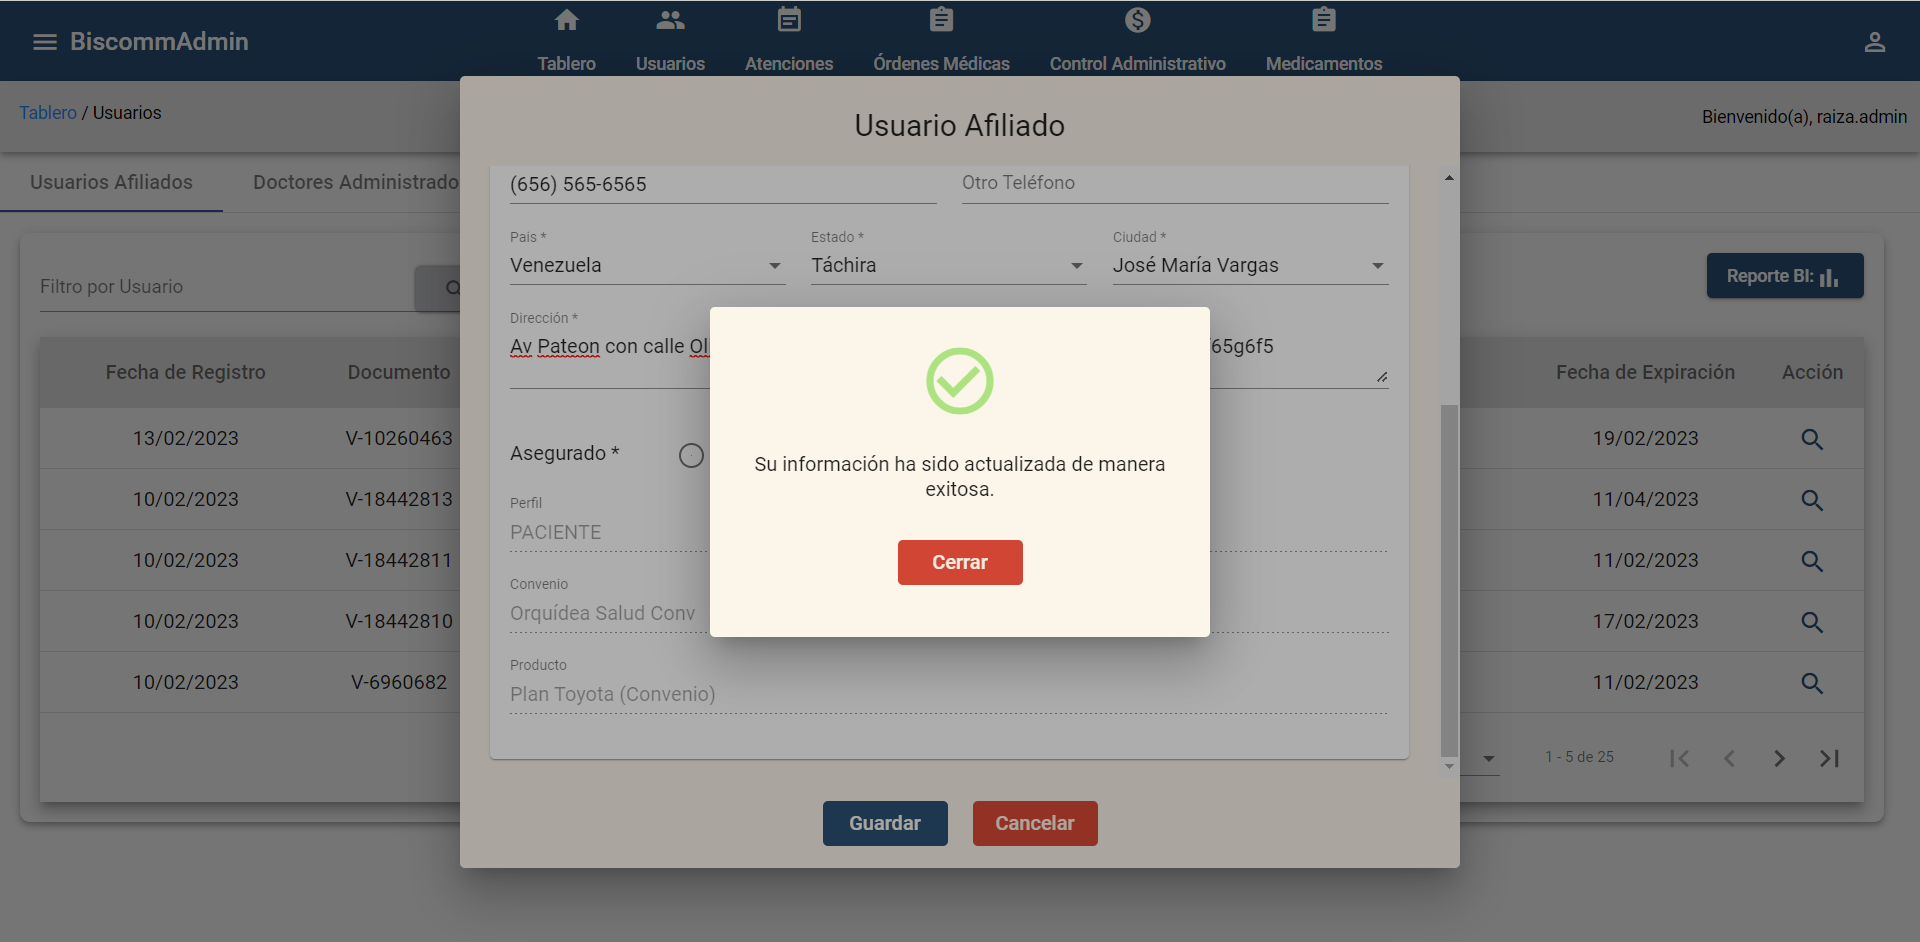 BiscommAdmin
Tablero
Usuarios
Atenciones
Órdenes Médicas
Control Administrativo
Medicamentos
Tablero / Usuarios
Bienvenido(a), raiza.admin
Usuario Afiliado
Usuarios Afiliados
Doctores Administrado
(656) 565-6565
Otro Teléfono
Pais *
Estado *
Ciudad *
Venezuela
Táchira
José María Vargas
Filtro por Usuario
Reporte BI:
Dirección *
Av Pateon con calle Ol
65g6f5
Fecha de Registro
Documento
Fecha de Expiración
Acción
13/02/2023
V-10260463
19/02/2023
10/02/2023
V-18442813
11/04/2023
10/02/2023
V-18442811
11/02/2023
10/02/2023
V-18442810
17/02/2023
10/02/2023
V-6960682
11/02/2023
Asegurado *
Perfil
PACIENTE
Convenio
Orquídea Salud Conv
Producto
Plan Toyota (Convenio)
Su información ha sido actualizada de manera
exitosa.
Cerrar
1 - 5 de 25
Guardar
Cancelar